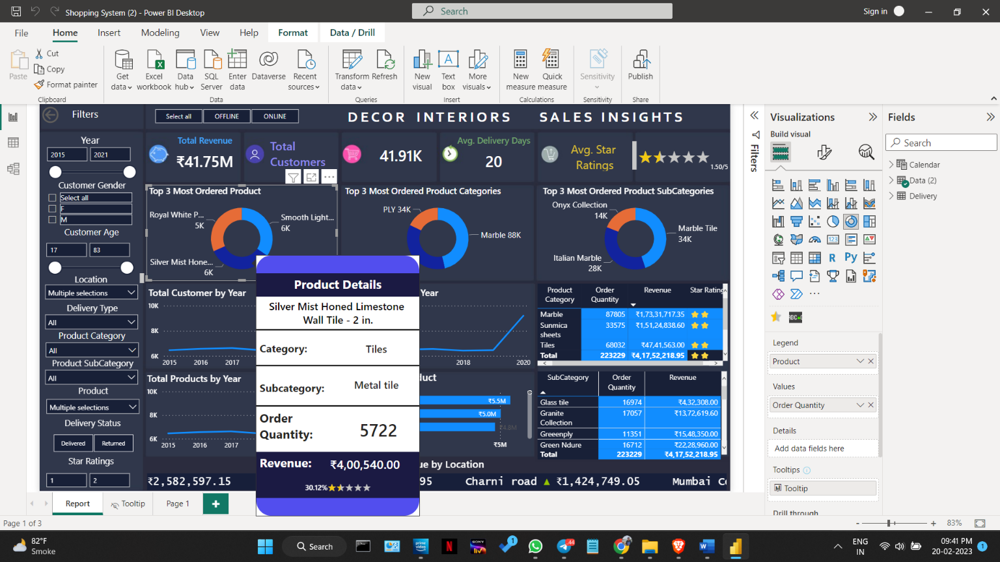 Shopping System (2) - Power BI Desktop
Search
Sign in
File
Home
Insert
Modeling
View
Help
Format
Data / Drill
Paste
Cut
Copy
Format painter
Clipboard
Get data
Excel workbook
Data hub
SQL Server
Enter data
Dataverse
Recent sources
Data
Transform data
Refresh
Queries
New visual
Text box
More visuals
Insert
New measure
Quick measure
Calculations
Sensitivity
Sensitivity
Publish
Share
Filters
Select all
OFFLINE
ONLINE
DECOR INTERIORS SALES INSIGHTS
Year
2015
2021
Customer Gender
Select all
F
M
Customer Age
17
83
Location
Multiple selections
Delivery Type
All
Product Category
All
Product SubCategory
All
Product
Multiple selections
Delivery Status
Delivered
Returned
Star Ratings
1
2
Total Revenue
₹41.75M
Total Customers
41.91K
Avg. Delivery Days
20
Avg. Star Ratings
1.50/5
Top 3 Most Ordered Product
Royal White P...
5K
Smooth Light...
6K
Silver Mist Hone...
6K
Top 3 Most Ordered Product Categories
PLY 34K
Marble 88K
Top 3 Most Ordered Product SubCategories
Onyx Collection
14K
Marble Tile
34K
Italian Marble
28K
Total Customer by Year
10K
8K
6K
2015
2016
2017
Year
2018
2020
Total Products by Year
10K
8K
6K
2015
2016
2017
duct
₹5.5M
₹5.0M
₹4.8M
₹5M
Product Details
Silver Mist Honed Limestone
Wall Tile - 2 in.
Category: Tiles
Subcategory: Metal tile
Order Quantity: 5722
Revenue: ₹4,00,540.00
30.12%
Product Category Order Quantity Revenue Star Rating
Marble 87805 ₹1,73,31,717.35
Sunmica sheets 33575 ₹1,51,24,838.60
Tiles 68032 ₹47,41,563.00
Total 223229 ₹4,17,52,218.95
SubCategory Order Quantity Revenue
Glass tile 16974 ₹4,32,308.00
Granite Collection 17057 ₹13,72,619.60
Greeenply 11351 ₹15,48,350.00
Green Ndure 16712 ₹22,28,960.00
Total 223229 ₹4,17,52,218.95
ue by Location
₹2,582,597.15
95
Charni road ▲ ₹1,424,749.05
Mumbai Ce
Filters
Visualizations
Build visual
R
Py
Legend
Product
Values
Order Quantity
Details
Add data fields here
Tooltips
Tooltip
Drill through
Fields
Search
Calendar
Data (2)
Delivery
Report
Tooltip
Page 1
Page 1 of 3
83%
82°F
Smoke
Search
1
44
ENG
IN
09:41 PM
20-02-2023
1